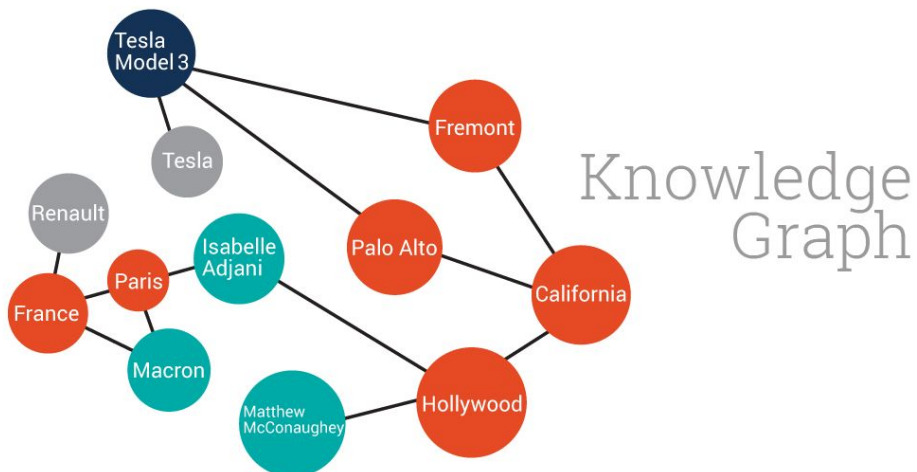 Tesla
Model 3
Fremont
Tesla
Knowledge
Graph
Renault
Isabelle
Adjani
Palo Alto
Paris
California
France
Macron
Hollywood
Matthew
McConaughey